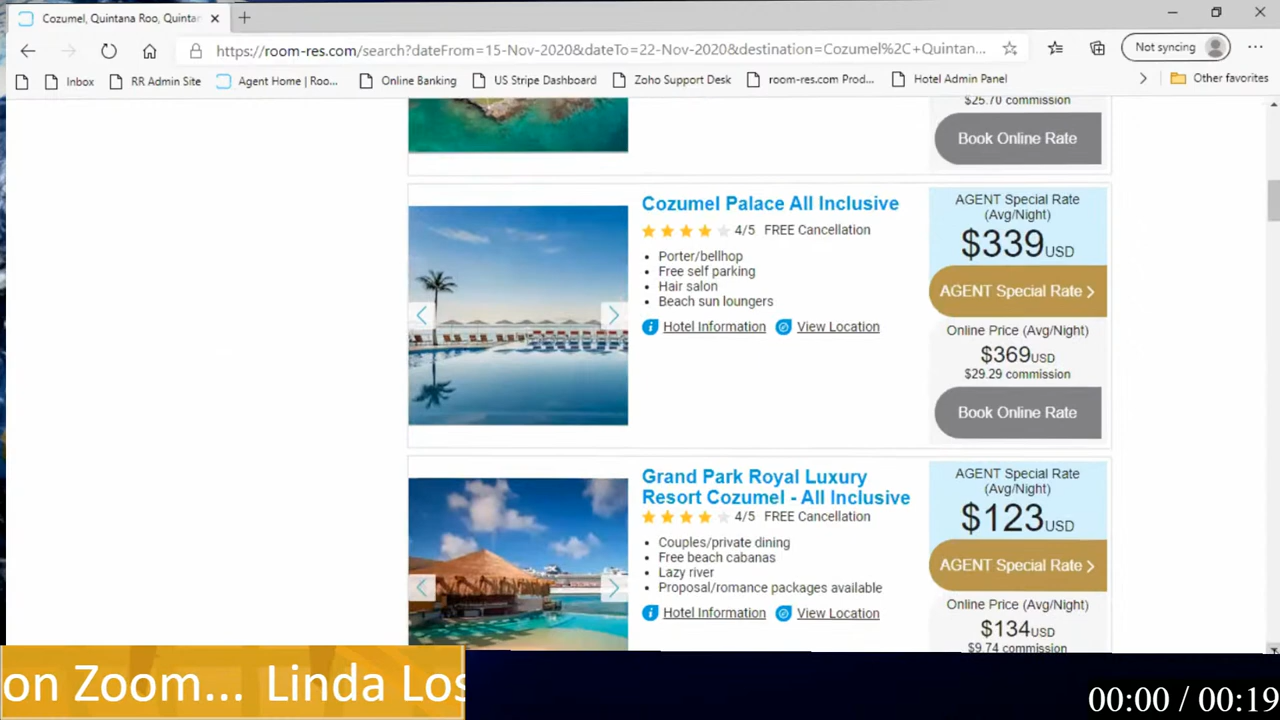 Cozumel, Quintana Roo, Quintar
https://room-res.com/search?dateFrom=15-Nov-2020&dateTo=22-Nov-2020&destination=Cozumel%2C+Quintan...
Not syncing
Inbox
RR Admin Site
Agent Home | Roo...
Online Banking
US Stripe Dashboard
Zoho Support Desk
room-res.com Prod...
Hotel Admin Panel
Other favorites
$25.70 commission
Book Online Rate
Cozumel Palace All Inclusive
4/5 FREE Cancellation
• Porter/bellhop
• Free self parking
• Hair salon
• Beach sun loungers
Hotel Information View Location
AGENT Special Rate
(Avg/Night)
$339USD
AGENT Special Rate
Online Price (Avg/Night)
$369USD
$29.29 commission
Book Online Rate
Grand Park Royal Luxury
Resort Cozumel - All Inclusive
4/5 FREE Cancellation
• Couples/private dining
• Free beach cabanas
• Lazy river
• Proposal/romance packages available
Hotel Information View Location
AGENT Special Rate
(Avg/Night)
$123USD
AGENT Special Rate
Online Price (Avg/Night)
$134USD
$9.74 commission
on Zoom... Linda Los
00:00 / 00:19